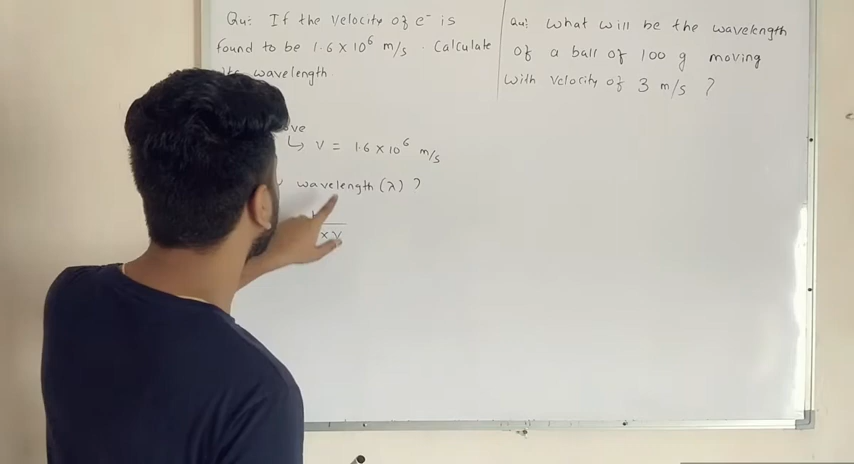 Qu: If the velocity of e⁻ is
found to be 1.6 x 10⁶ m/s. Calculate
wavelength.
V = 1.6 x 10⁶ m/s
wavelength (λ) ?
x v
Qu: What will be the wavelength
of a ball of 100 g moving
with velocity of 3 m/s ?